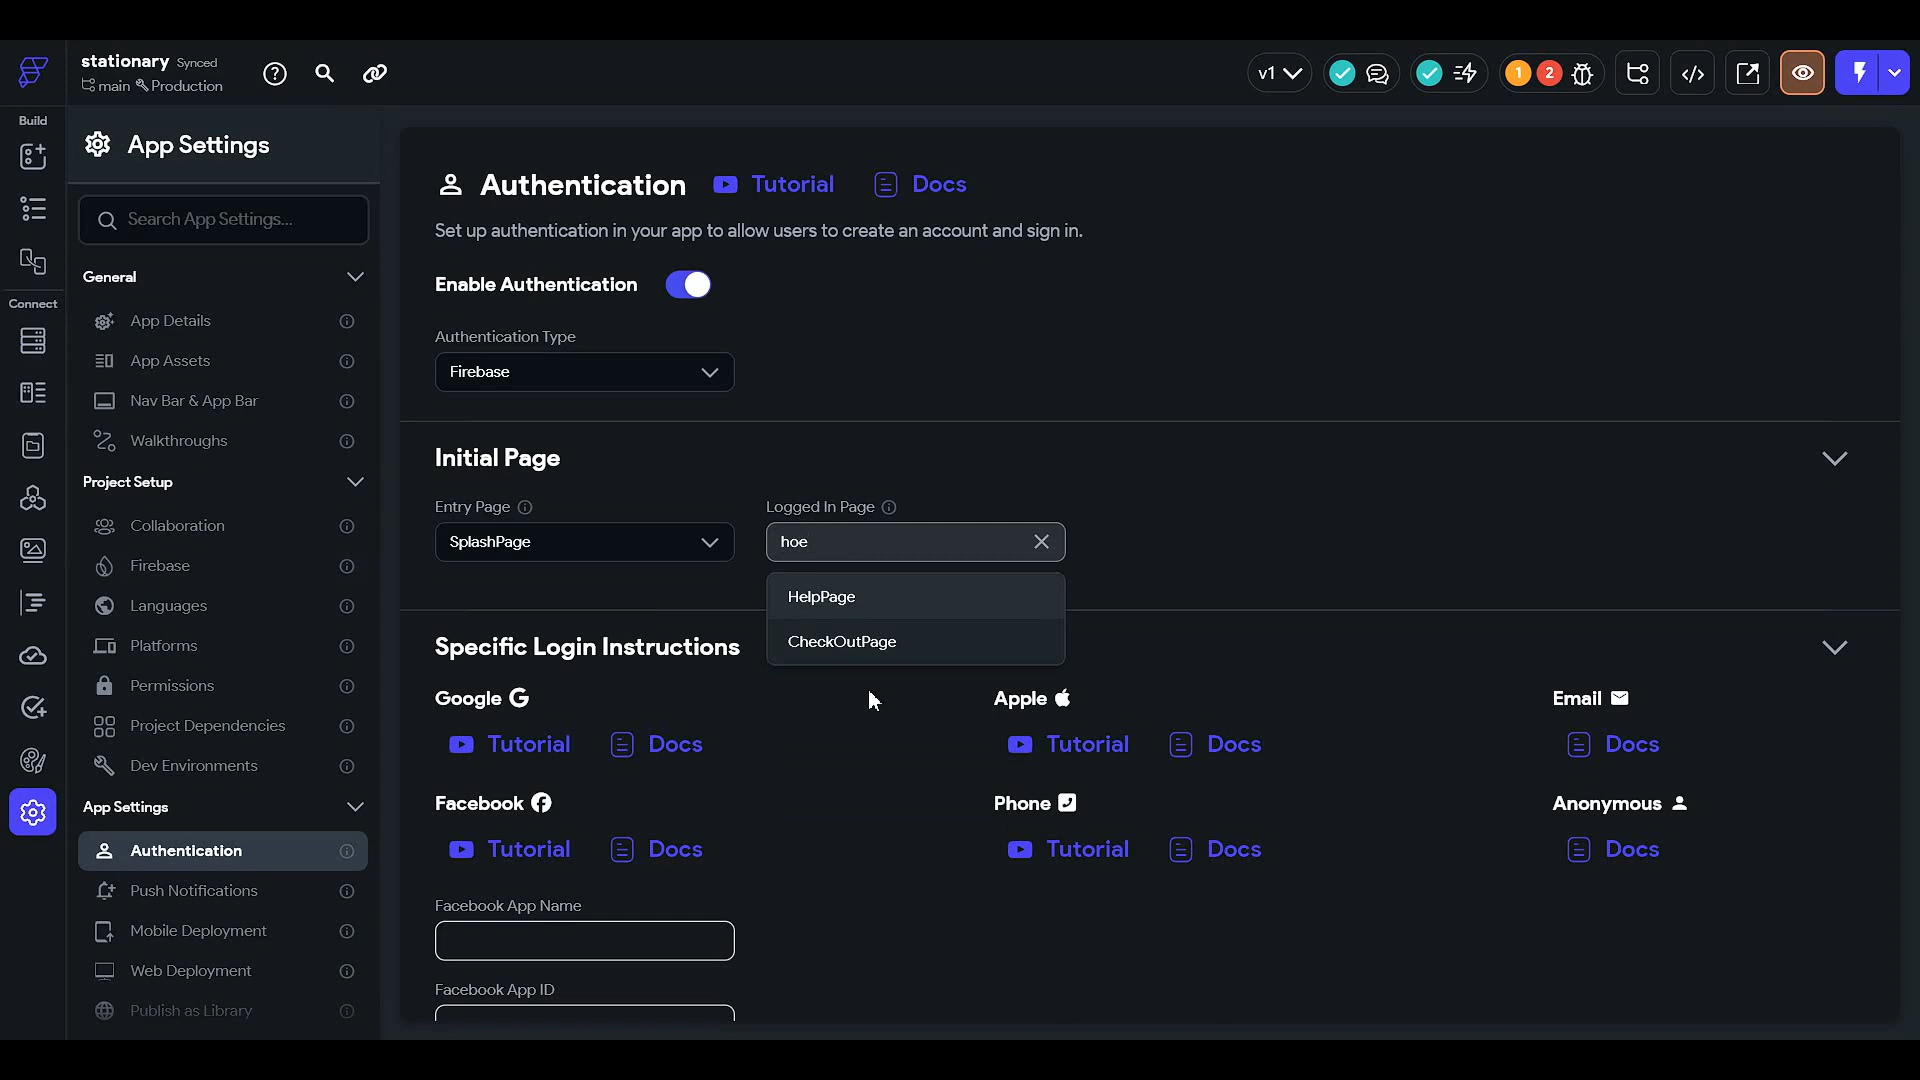 stationary Synced
main Production
v1
1 2
Build
Connect
App Settings
Search App Settings...
General
App Details
App Assets
Nav Bar & App Bar
Walkthroughs
Project Setup
Collaboration
Firebase
Languages
Platforms
Permissions
Project Dependencies
Dev Environments
App Settings
Authentication
Push Notifications
Mobile Deployment
Web Deployment
Publish as Library
Authentication Tutorial Docs
Set up authentication in your app to allow users to create an account and sign in.
Enable Authentication
Authentication Type
Firebase
Initial Page
Entry Page Logged In Page
SplashPage hoe
HelpPage
CheckOutPage
Specific Login Instructions
Google Apple Email
Tutorial Docs Tutorial Docs Docs
Facebook Phone Anonymous
Tutorial Docs Tutorial Docs Docs
Facebook App Name
Facebook App ID